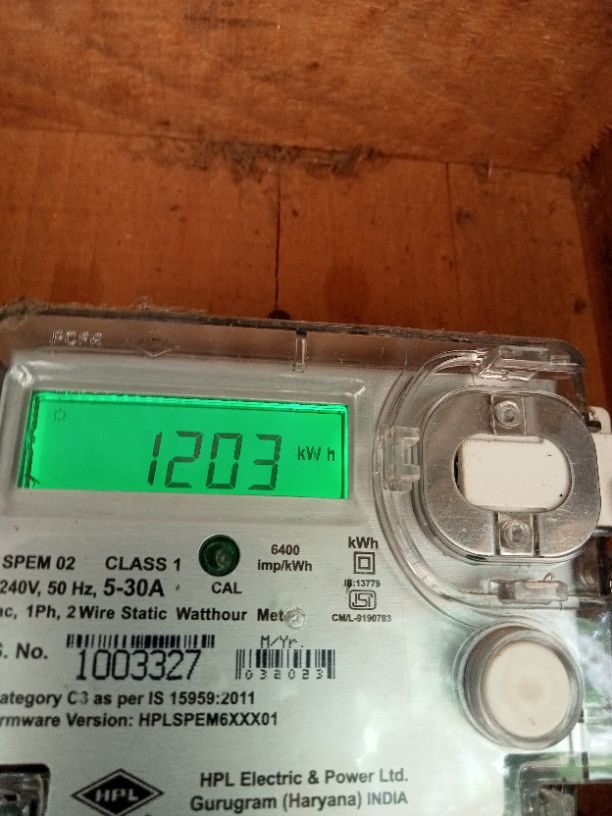 1203 kWh
SPEM 02 CLASS 1 CAL 6400 imp/kWh kWh
240V, 50 Hz, 5-30A
IS:13779
ISI
CM/L-9190783
ac, 1Ph, 2 Wire Static Watthour Met
S. No. 1003327
M/Yr.
032023
ategory C3 as per IS 15959:2011
rmware Version: HPLSPEM6XXX01
HPL
HPL Electric & Power Ltd.
Gurugram (Haryana) INDIA